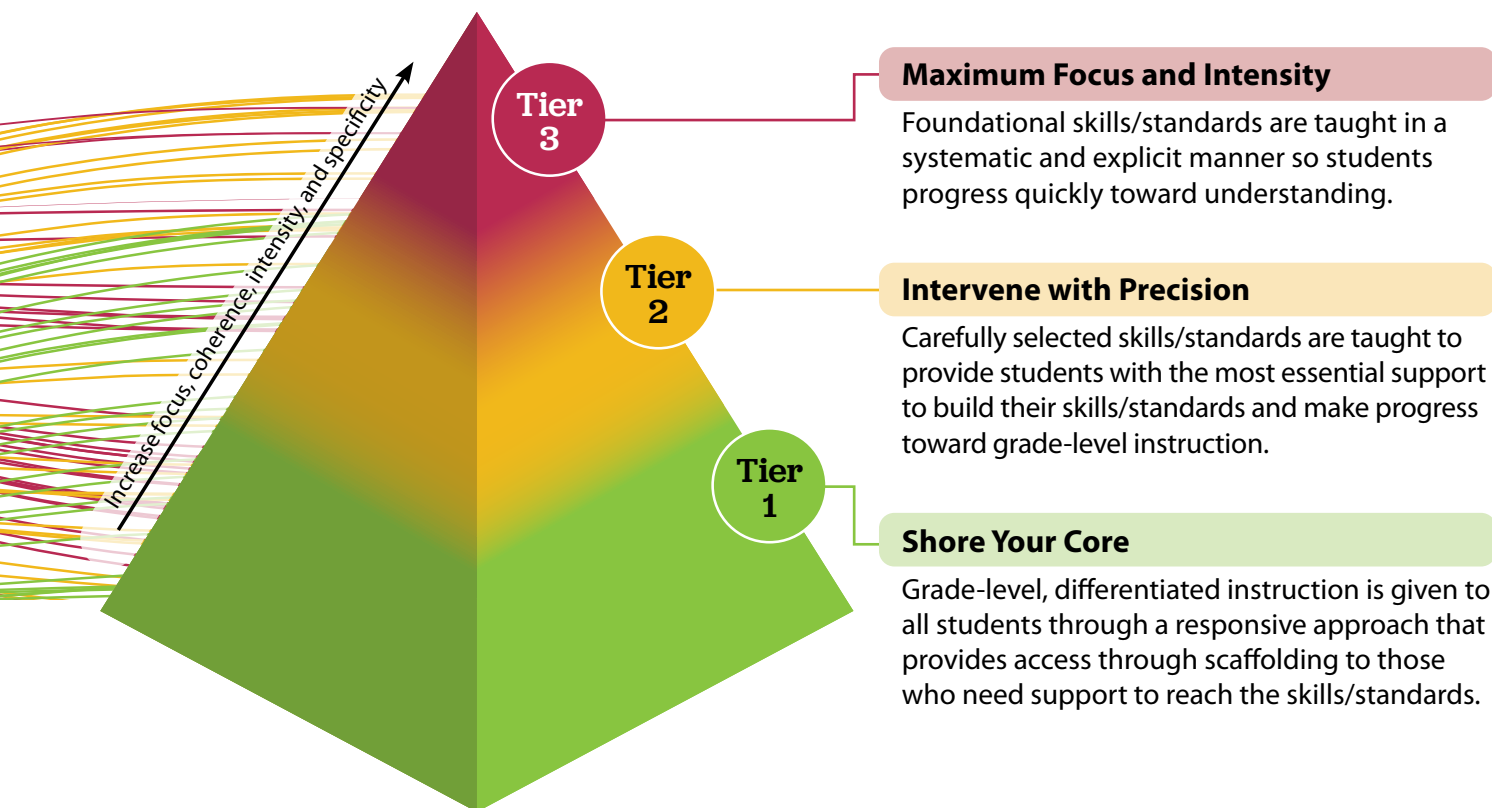 Increase focus, coherence, intensity, and specificity
Tier
3
Maximum Focus and Intensity
Foundational skills/standards are taught in a
systematic and explicit manner so students
progress quickly toward understanding.
Tier
2
Intervene with Precision
Carefully selected skills/standards are taught to
provide students with the most essential support
to build their skills/standards and make progress
toward grade-level instruction.
Tier
1
Shore Your Core
Grade-level, differentiated instruction is given to
all students through a responsive approach that
provides access through scaffolding to those
who need support to reach the skills/standards.